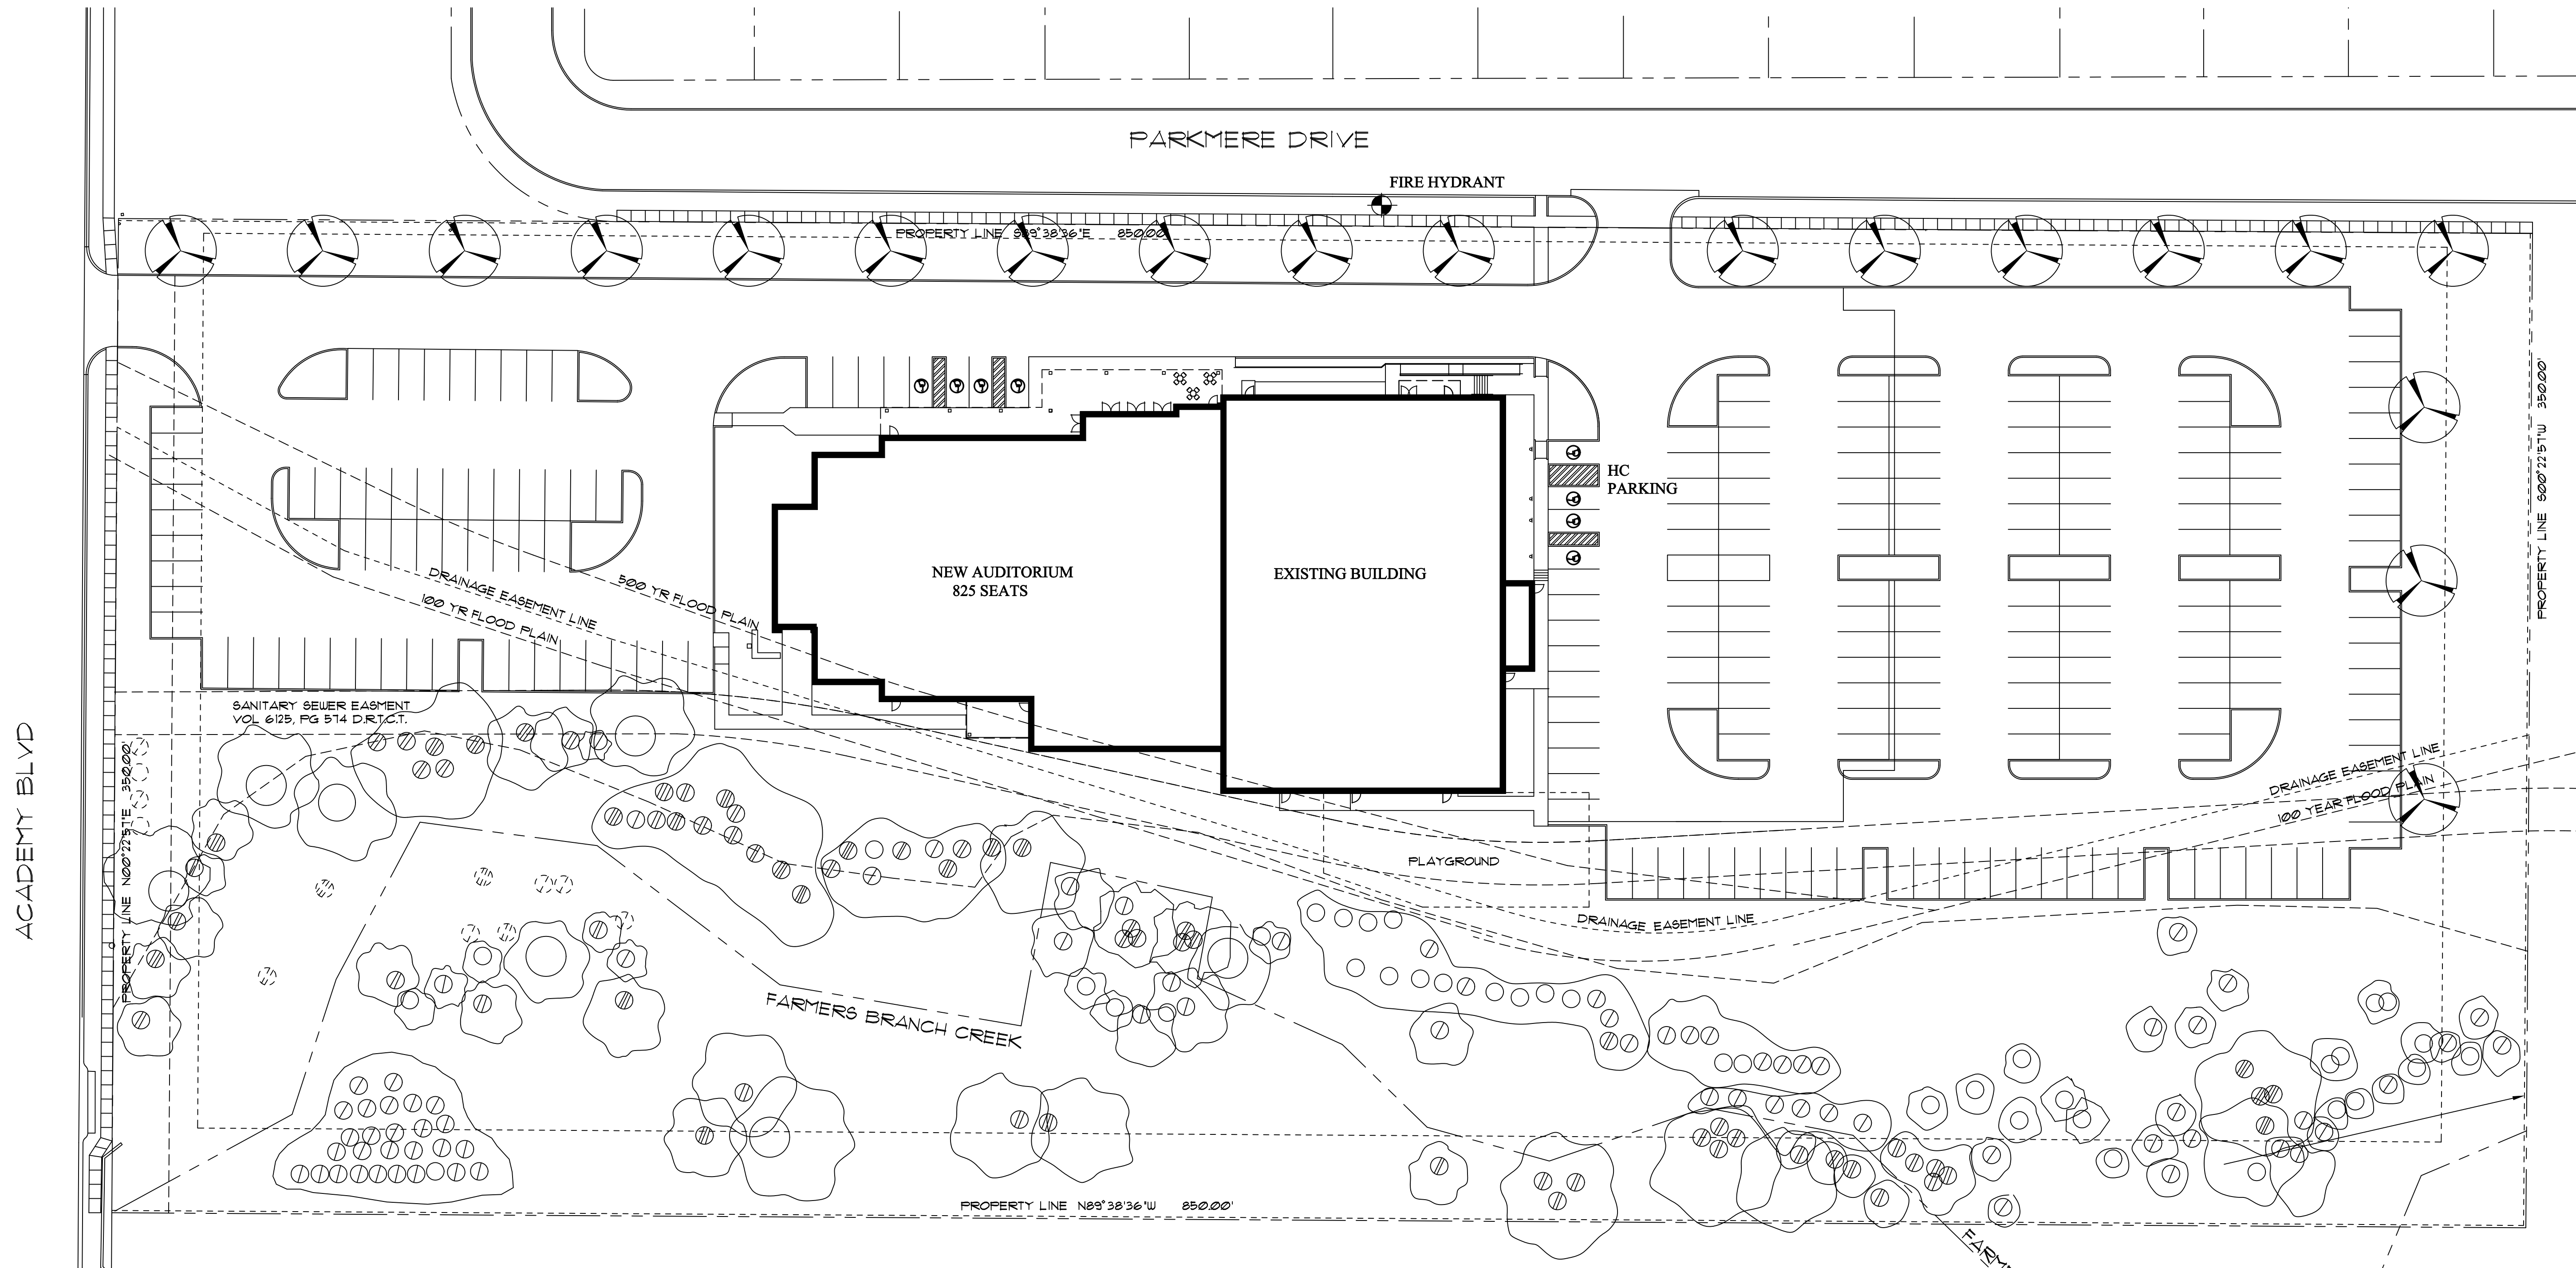 PARKMERE DRIVE
FIRE HYDRANT
PROPERTY LINE S89°38'36"E 850.00'
HC
PARKING
PROPERTY LINE S00°22'57"W 350.00'
NEW AUDITORIUM
825 SEATS
EXISTING BUILDING
500 YR FLOOD PLAIN
DRAINAGE EASEMENT LINE
100 YR FLOOD PLAIN
SANITARY SEWER EASMENT
VOL 6125, PG 574 D.R.T.C.T.
ACADEMY BLVD
PROPERTY LINE N00°22'57"E 350.00'
DRAINAGE EASEMENT LINE
100 YEAR FLOOD PLAIN
PLAYGROUND
DRAINAGE EASEMENT LINE
FARMERS BRANCH CREEK
PROPERTY LINE N89°38'36"W 850.00'